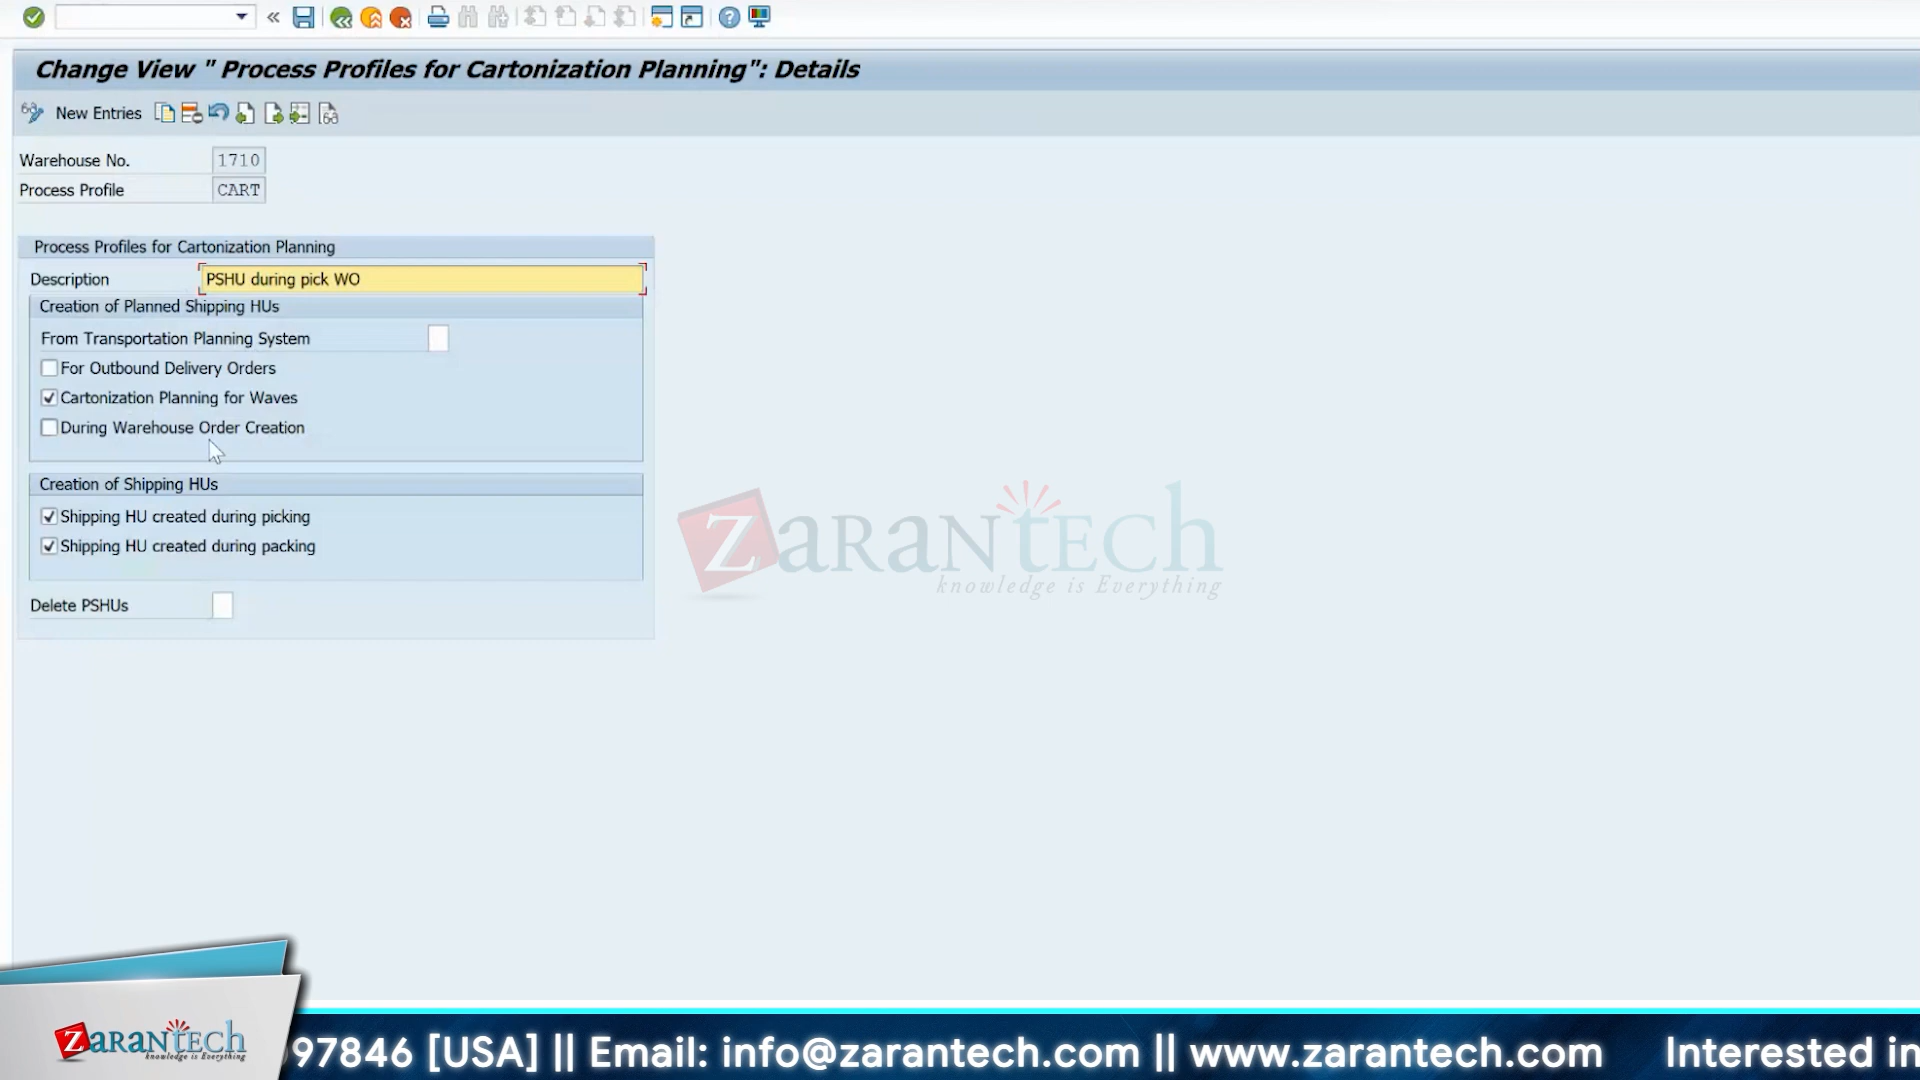 Change View " Process Profiles for Cartonization Planning": Details
New Entries
Warehouse No. 1710
Process Profile CART
Process Profiles for Cartonization Planning
Description PSHU during pick WO
Creation of Planned Shipping HUs
From Transportation Planning System
For Outbound Delivery Orders
Cartonization Planning for Waves
During Warehouse Order Creation
Creation of Shipping HUs
Shipping HU created during picking
Shipping HU created during packing
Delete PSHUs
ZARANTECH
knowledge is Everything
ZARANTECH
knowledge is Everything
97846 [USA] || Email: info@zarantech.com || www.zarantech.com Interested in